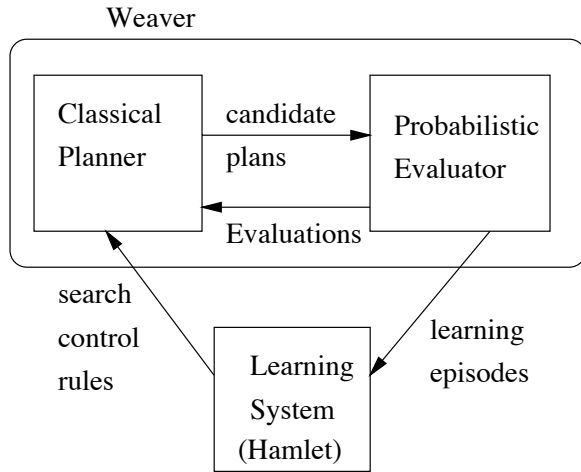 Weaver
Classical
Planner
candidate
plans
Evaluations
Probabilistic
Evaluator
search
control
rules
Learning
System
(Hamlet)
learning
episodes